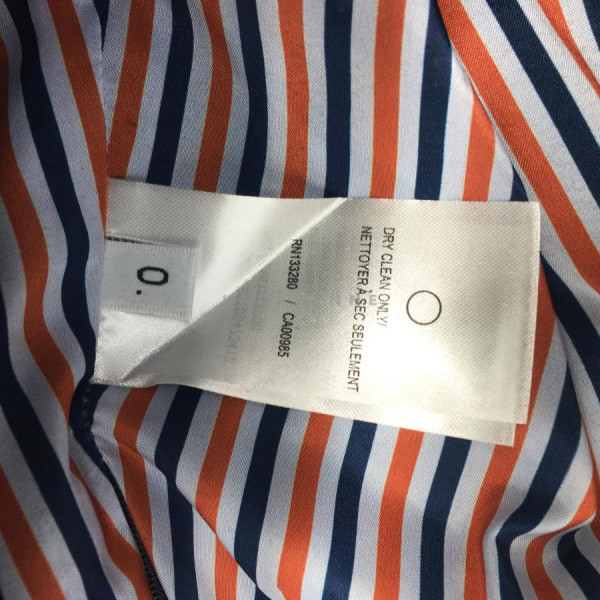 DRY CLEAN ONLY/
NETTOYER À SEC SEULEMENT
RN133280 / CA00985
0.